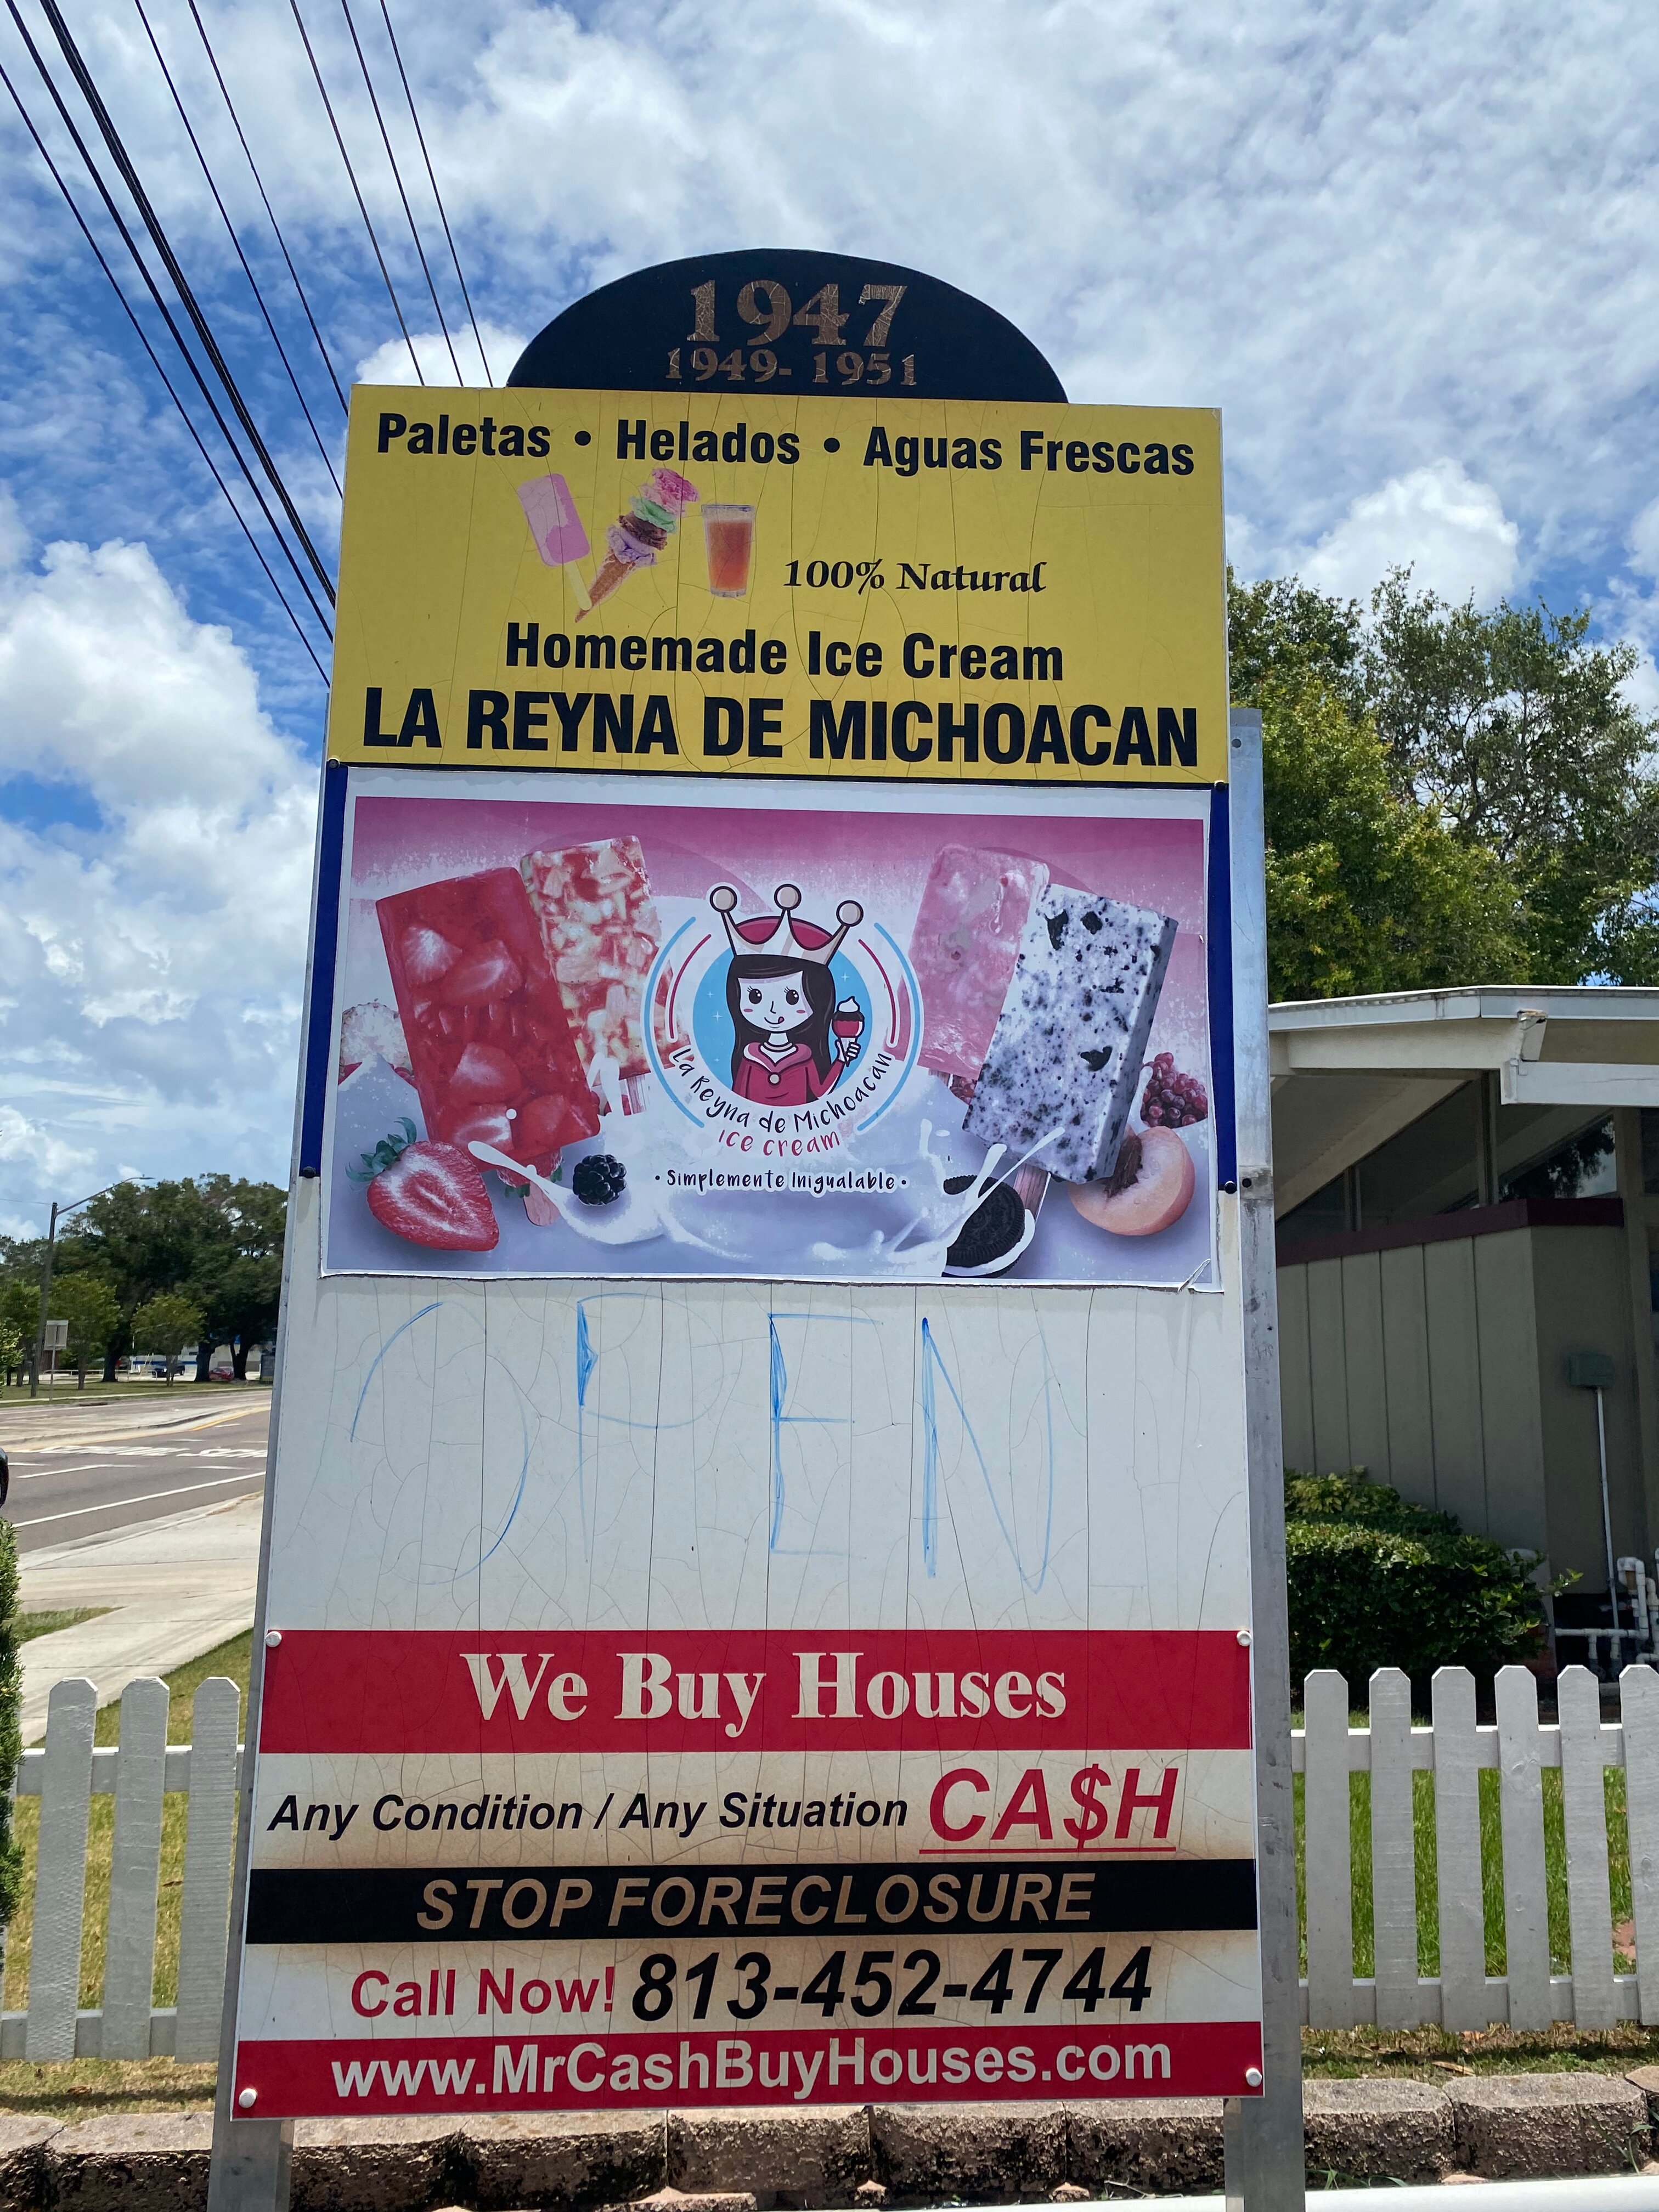 1947
1949- 1951
Paletas • Helados • Aguas Frescas
100% Natural
Homemade Ice Cream
LA REYNA DE MICHOACAN
La Reyna de Michoacán
ice cream
• Simplemente Inigualable •
OPEN
We Buy Houses
Any Condition / Any Situation CA$H
STOP FORECLOSURE
Call Now! 813-452-4744
www.MrCashBuyHouses.com